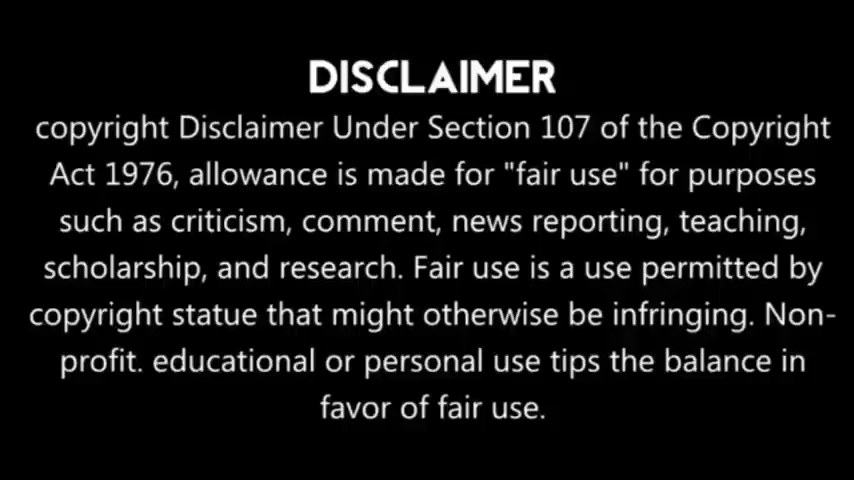 DISCLAIMER
copyright Disclaimer Under Section 107 of the Copyright
Act 1976, allowance is made for "fair use" for purposes
such as criticism, comment, news reporting, teaching,
scholarship, and research. Fair use is a use permitted by
copyright statue that might otherwise be infringing. Non-
profit. educational or personal use tips the balance in
favor of fair use.